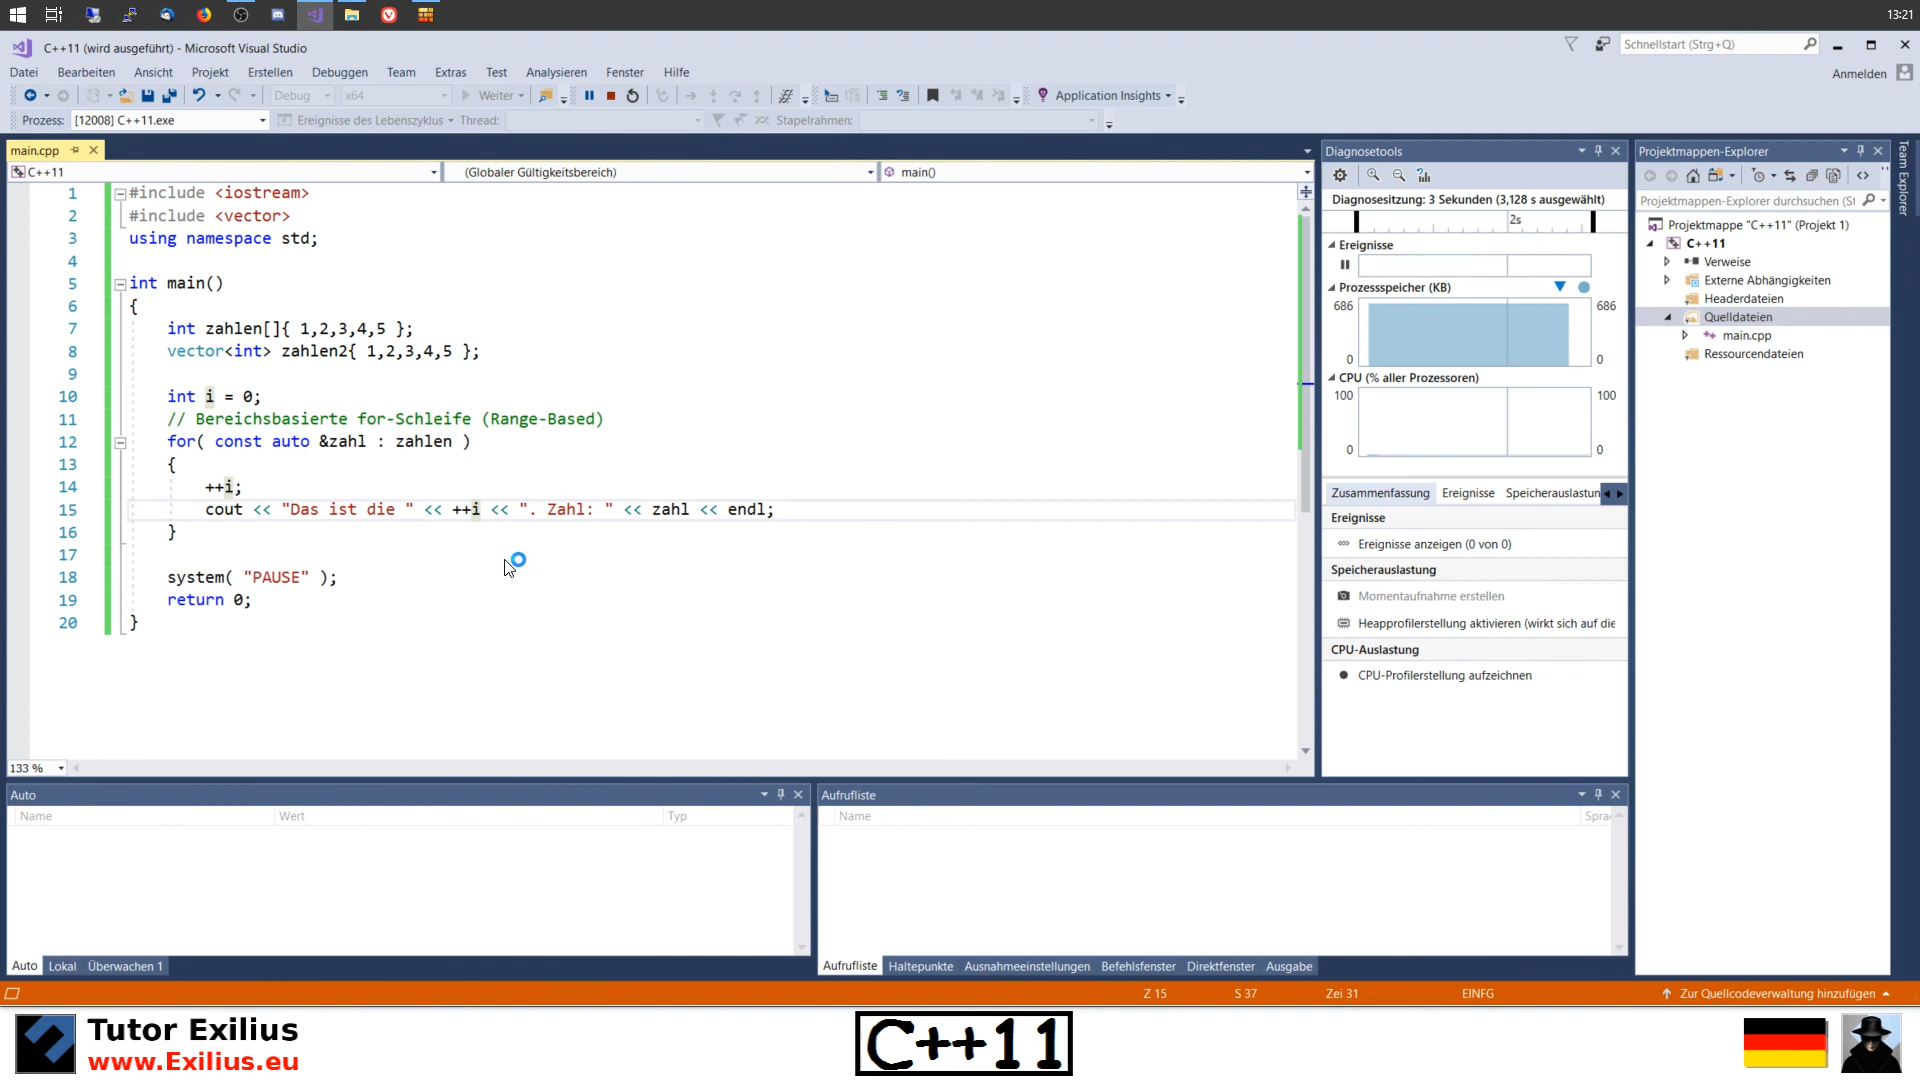 13:21
C++11 (wird ausgeführt) - Microsoft Visual Studio
Schnellstart (Strg+Q)
Datei Bearbeiten Ansicht Projekt Erstellen Debuggen Team Extras Test Analysieren Fenster Hilfe
Anmelden
Debug x64 Weiter Application Insights
Prozess: [12008] C++11.exe Ereignisse des Lebenszyklus Thread: Stapelrahmen:
main.cpp
C++11 (Globaler Gültigkeitsbereich) main()
1 #include <iostream>
2 #include <vector>
3 using namespace std;
4
5 int main()
6 {
7 int zahlen[]{ 1,2,3,4,5 };
8 vector<int> zahlen2{ 1,2,3,4,5 };
9
10 int i = 0;
11 // Bereichsbasierte for-Schleife (Range-Based)
12 for( const auto &zahl : zahlen )
13 {
14 ++i;
15 cout << "Das ist die " << ++i << ". Zahl: " << zahl << endl;
16 }
17
18 system( "PAUSE" );
19 return 0;
20 }
133 %
Diagnosetools
Diagnosesitzung: 3 Sekunden (3,128 s ausgewählt)
2s
Ereignisse
Prozessspeicher (KB)
686 686
0 0
CPU (% aller Prozessoren)
100 100
0 0
Zusammenfassung Ereignisse Speicherauslastun
Ereignisse
Ereignisse anzeigen (0 von 0)
Speicherauslastung
Momentaufnahme erstellen
Heapprofilerstellung aktivieren (wirkt sich auf die
CPU-Auslastung
CPU-Profilerstellung aufzeichnen
Projektmappen-Explorer
Projektmappen-Explorer durchsuchen (St
Projektmappe "C++11" (Projekt 1)
C++11
Verweise
Externe Abhängigkeiten
Headerdateien
Quelldateien
main.cpp
Ressourcendateien
Team Explorer
Auto
Name Wert Typ
Auto Lokal Überwachen 1
Aufrufliste
Name Sprac
Aufrufliste Haltepunkte Ausnahmeeinstellungen Befehlsfenster Direktfenster Ausgabe
Z 15 S 37 Zei 31 EINFG Zur Quellcodeverwaltung hinzufügen
Tutor Exilius
www.Exilius.eu
C++11